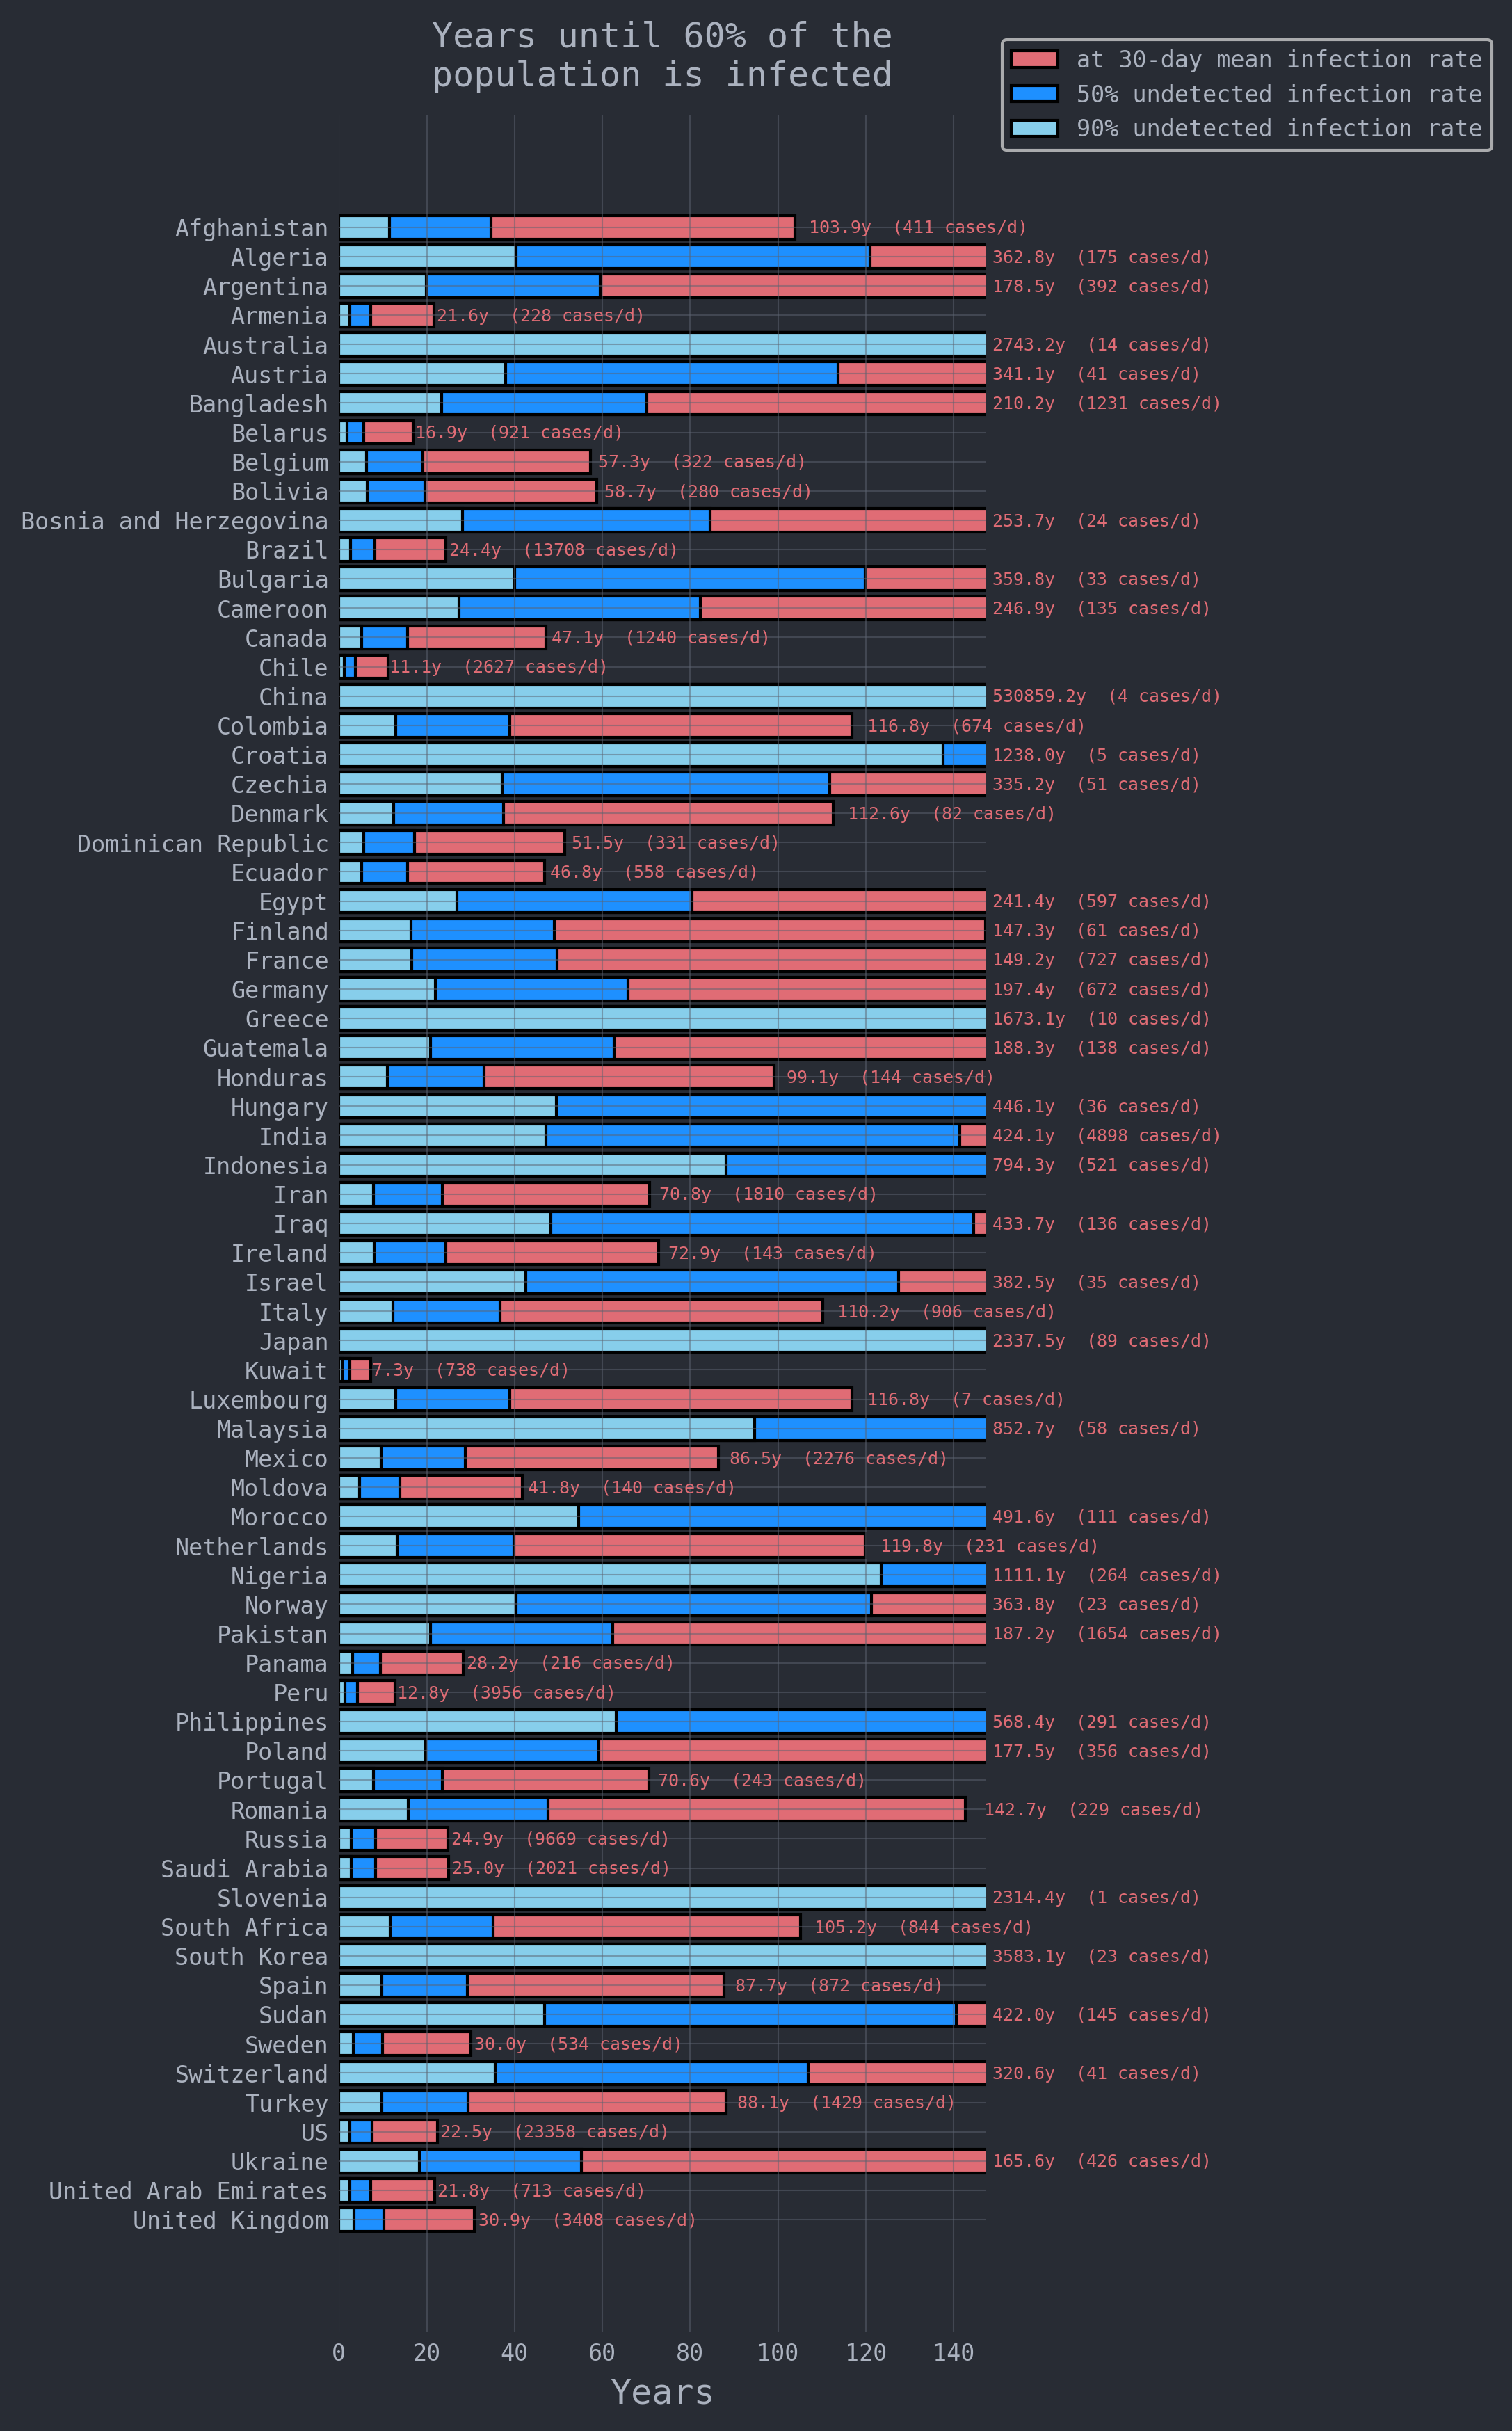 Years until 60% of the
population is infected
at 30-day mean infection rate
50% undetected infection rate
90% undetected infection rate
Afghanistan 103.9y (411 cases/d)
Algeria 362.8y (175 cases/d)
Argentina 178.5y (392 cases/d)
Armenia 21.6y (228 cases/d)
Australia 2743.2y (14 cases/d)
Austria 341.1y (41 cases/d)
Bangladesh 210.2y (1231 cases/d)
Belarus 16.9y (921 cases/d)
Belgium 57.3y (322 cases/d)
Bolivia 58.7y (280 cases/d)
Bosnia and Herzegovina 253.7y (24 cases/d)
Brazil 24.4y (13708 cases/d)
Bulgaria 359.8y (33 cases/d)
Cameroon 246.9y (135 cases/d)
Canada 47.1y (1240 cases/d)
Chile 11.1y (2627 cases/d)
China 530859.2y (4 cases/d)
Colombia 116.8y (674 cases/d)
Croatia 1238.0y (5 cases/d)
Czechia 335.2y (51 cases/d)
Denmark 112.6y (82 cases/d)
Dominican Republic 51.5y (331 cases/d)
Ecuador 46.8y (558 cases/d)
Egypt 241.4y (597 cases/d)
Finland 147.3y (61 cases/d)
France 149.2y (727 cases/d)
Germany 197.4y (672 cases/d)
Greece 1673.1y (10 cases/d)
Guatemala 188.3y (138 cases/d)
Honduras 99.1y (144 cases/d)
Hungary 446.1y (36 cases/d)
India 424.1y (4898 cases/d)
Indonesia 794.3y (521 cases/d)
Iran 70.8y (1810 cases/d)
Iraq 433.7y (136 cases/d)
Ireland 72.9y (143 cases/d)
Israel 382.5y (35 cases/d)
Italy 110.2y (906 cases/d)
Japan 2337.5y (89 cases/d)
Kuwait 7.3y (738 cases/d)
Luxembourg 116.8y (7 cases/d)
Malaysia 852.7y (58 cases/d)
Mexico 86.5y (2276 cases/d)
Moldova 41.8y (140 cases/d)
Morocco 491.6y (111 cases/d)
Netherlands 119.8y (231 cases/d)
Nigeria 1111.1y (264 cases/d)
Norway 363.8y (23 cases/d)
Pakistan 187.2y (1654 cases/d)
Panama 28.2y (216 cases/d)
Peru 12.8y (3956 cases/d)
Philippines 568.4y (291 cases/d)
Poland 177.5y (356 cases/d)
Portugal 70.6y (243 cases/d)
Romania 142.7y (229 cases/d)
Russia 24.9y (9669 cases/d)
Saudi Arabia 25.0y (2021 cases/d)
Slovenia 2314.4y (1 cases/d)
South Africa 105.2y (844 cases/d)
South Korea 3583.1y (23 cases/d)
Spain 87.7y (872 cases/d)
Sudan 422.0y (145 cases/d)
Sweden 30.0y (534 cases/d)
Switzerland 320.6y (41 cases/d)
Turkey 88.1y (1429 cases/d)
US 22.5y (23358 cases/d)
Ukraine 165.6y (426 cases/d)
United Arab Emirates 21.8y (713 cases/d)
United Kingdom 30.9y (3408 cases/d)
0 20 40 60 80 100 120 140
Years